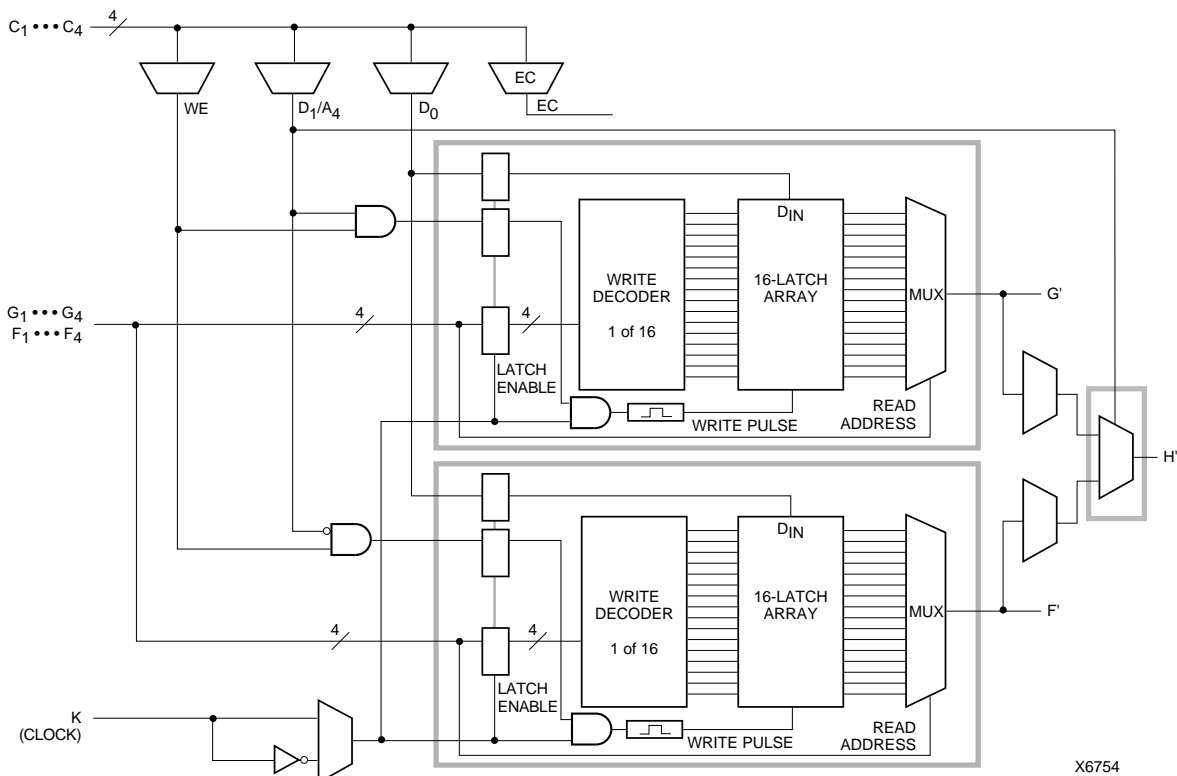 C1 ••• C4
4
WE
D1/A4
D0
EC
EC
DIN
WRITE
DECODER
1 of 16
16-LATCH
ARRAY
MUX
G'
G1 ••• G4
F1 ••• F4
4
4
LATCH
ENABLE
WRITE PULSE
READ
ADDRESS
H'
DIN
WRITE
DECODER
1 of 16
16-LATCH
ARRAY
MUX
F'
4
4
LATCH
ENABLE
K
(CLOCK)
WRITE PULSE
READ
ADDRESS
X6754